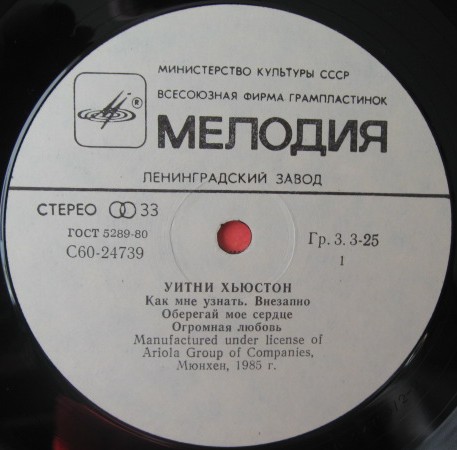 МИНИСТЕРСТВО КУЛЬТУРЫ СССР
ВСЕСОЮЗНАЯ ФИРМА ГРАМПЛАСТИНОК
®
МЕЛОДИЯ
ЛЕНИНГРАДСКИЙ ЗАВОД
СТЕРЕО 33
ГОСТ 5289-80
С60-24739
Гр. 3. 3-25
1
УИТНИ ХЬЮСТОН
Как мне узнать. Внезапно
Оберегай мое сердце
Огромная любовь
Manufactured under license of
Ariola Group of Companies,
Мюнхен, 1985 г.